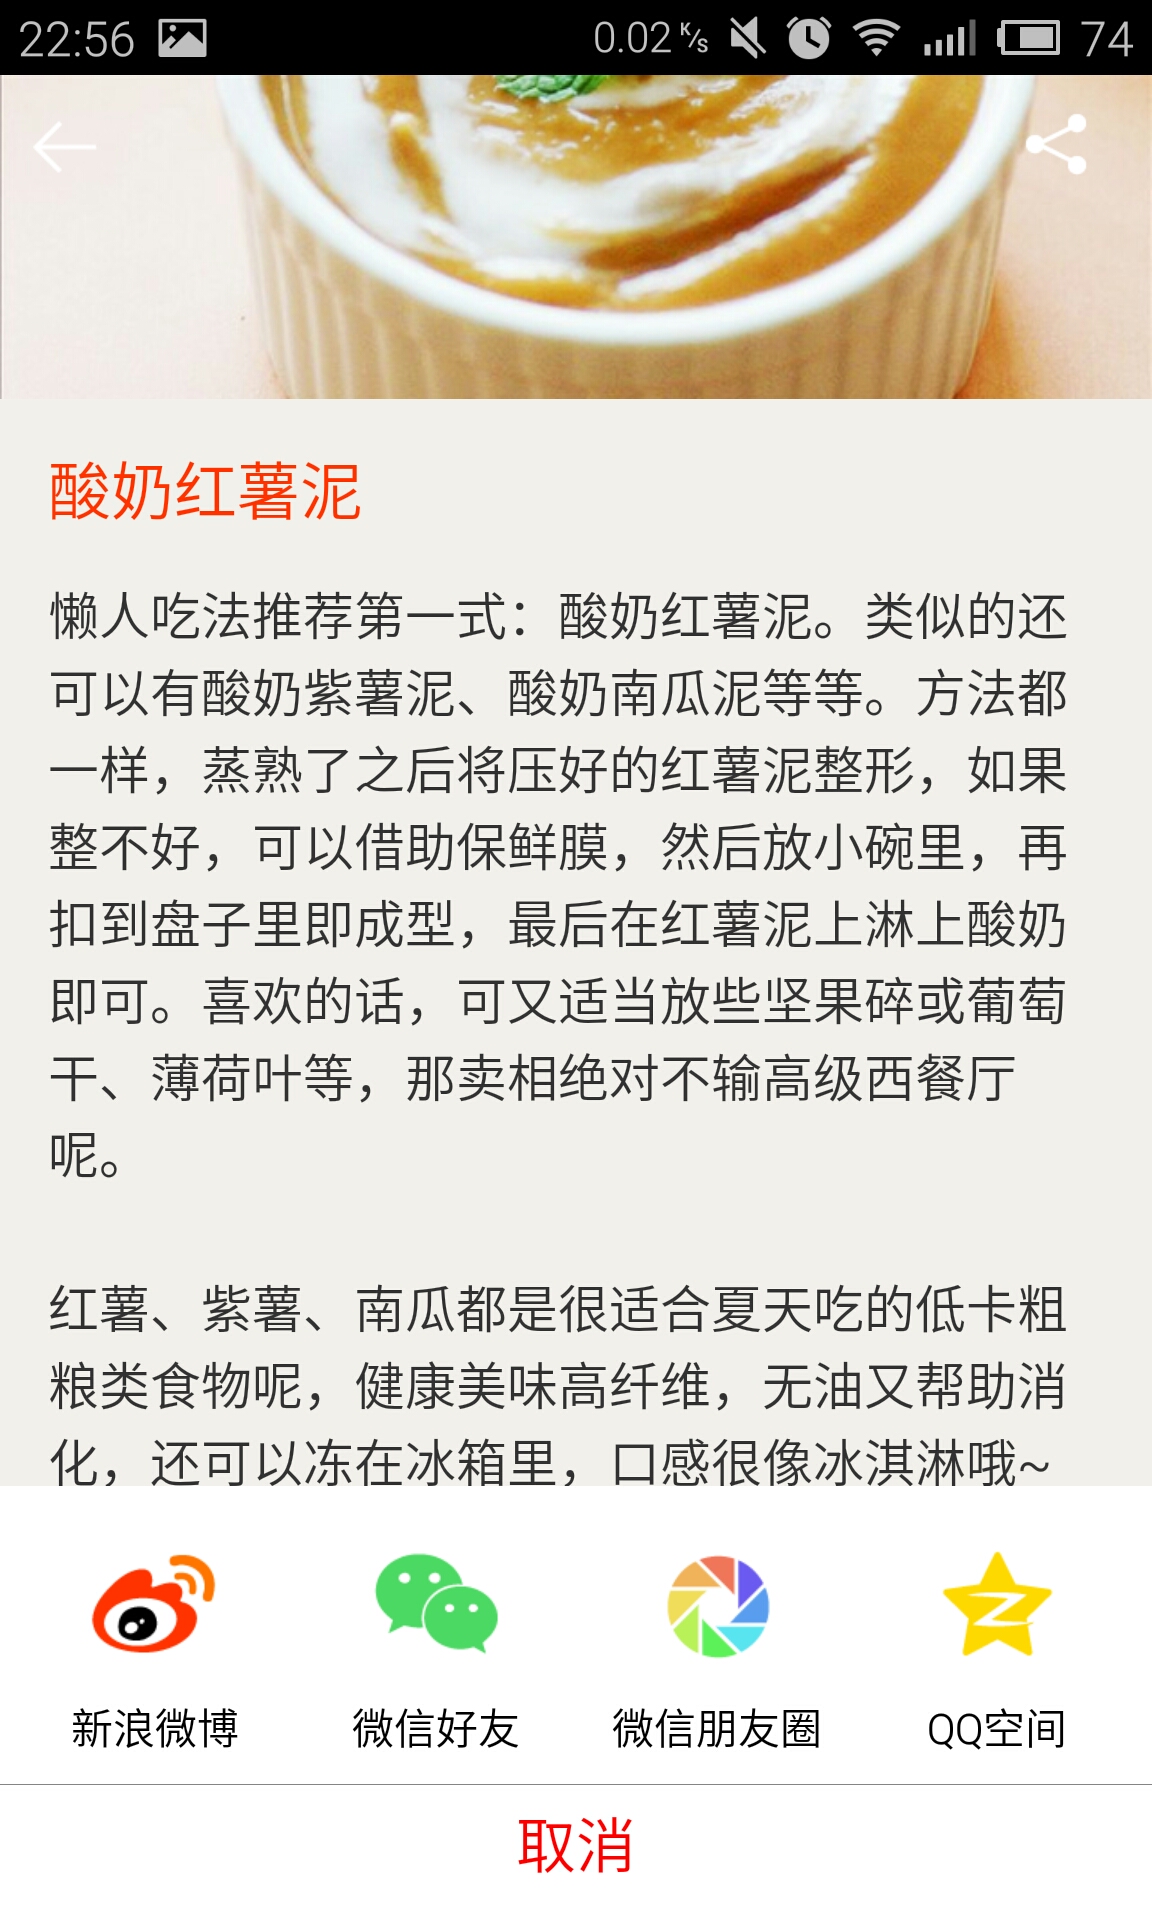 22:56
0.02 K/s
74
酸奶红薯泥
懒人吃法推荐第一式：酸奶红薯泥。类似的还
可以有酸奶紫薯泥、酸奶南瓜泥等等。方法都
一样，蒸熟了之后将压好的红薯泥整形，如果
整不好，可以借助保鲜膜，然后放小碗里，再
扣到盘子里即成型，最后在红薯泥上淋上酸奶
即可。喜欢的话，可又适当放些坚果碎或葡萄
干、薄荷叶等，那卖相绝对不输高级西餐厅
呢。
红薯、紫薯、南瓜都是很适合夏天吃的低卡粗
粮类食物呢，健康美味高纤维，无油又帮助消
化，还可以冻在冰箱里，口感很像冰淇淋哦~
新浪微博
微信好友
微信朋友圈
QQ空间
取消